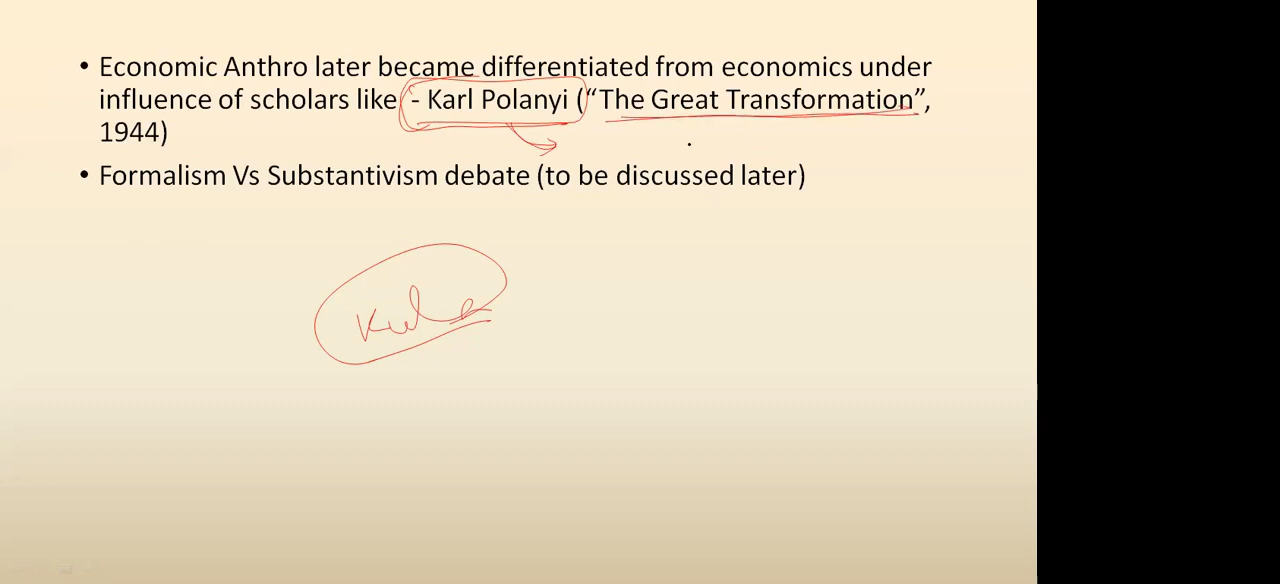 • Economic Anthro later became differentiated from economics under
influence of scholars like - Karl Polanyi (“The Great Transformation”,
1944)
• Formalism Vs Substantivism debate (to be discussed later)
Kula